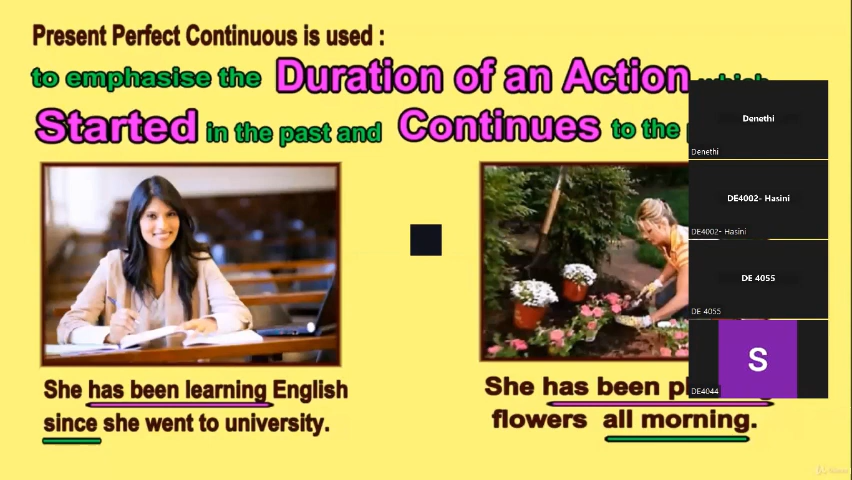 Present Perfect Continuous is used :
to emphasise the Duration of an Action which
Started in the past and Continues to the
She has been learning English
since she went to university.
She has been
flowers all morning.
Denethi
Denethi
DE4002- Hasini
DE4002- Hasini
DE 4055
DE 4055
S
DE4044